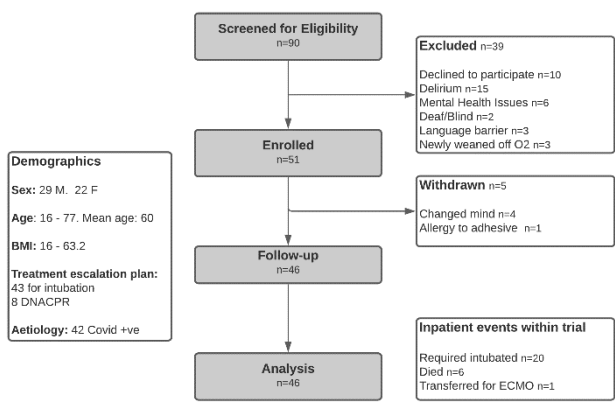 Screened for Eligibility
n=90
Excluded n=39
Declined to participate n=10
Delirium n=15
Mental Health Issues n=6
Deaf/Blind n=2
Language barrier n=3
Newly weaned off O2 n=3
Enrolled
n=51
Demographics
Sex: 29 M. 22 F
Age: 16 - 77. Mean age: 60
BMI: 16 - 63.2
Treatment escalation plan:
43 for intubation
8 DNACPR
Aetiology: 42 Covid +ve
Withdrawn n=5
Changed mind n=4
Allergy to adhesive n=1
Follow-up
n=46
Analysis
n=46
Inpatient events within trial
Required intubated n=20
Died n=6
Transferred for ECMO n=1